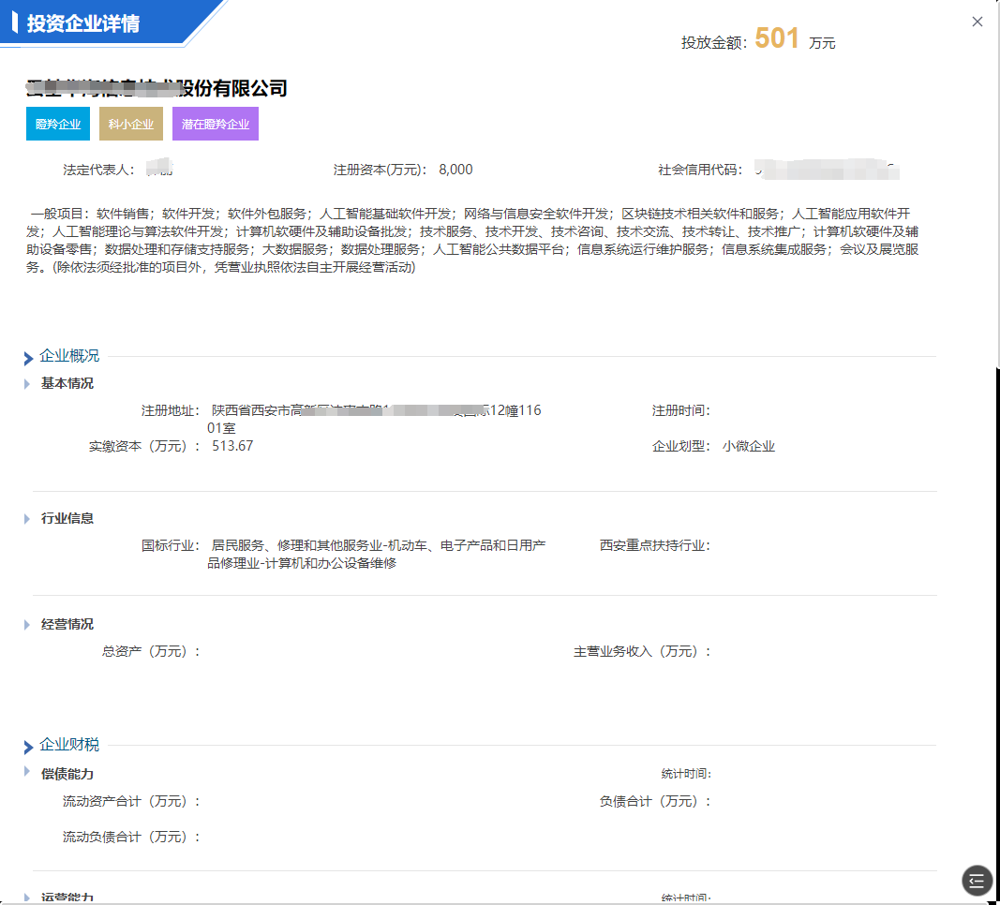 投资企业详情
投放金额：501 万元
股份有限公司
瞪羚企业 科小企业 潜在瞪羚企业
法定代表人： 注册资本(万元)： 8,000 社会信用代码：
一般项目：软件销售；软件开发；软件外包服务；人工智能基础软件开发；网络与信息安全软件开发；区块链技术相关软件和服务；人工智能应用软件开
发；人工智能理论与算法软件开发；计算机软硬件及辅助设备批发；技术服务、技术开发、技术咨询、技术交流、技术转让、技术推广；计算机软硬件及辅
助设备零售；数据处理和存储支持服务；大数据服务；数据处理服务；人工智能公共数据平台；信息系统运行维护服务；信息系统集成服务；会议及展览服
务。(除依法须经批准的项目外，凭营业执照依法自主开展经营活动)
企业概况
基本情况
注册地址： 陕西省西安市高 12幢116 注册时间：
01室
实缴资本（万元）： 513.67 企业划型： 小微企业
行业信息
国标行业： 居民服务、修理和其他服务业-机动车、电子产品和日用产 西安重点扶持行业：
品修理业-计算机和办公设备维修
经营情况
总资产（万元）： 主营业务收入（万元）：
企业财税
偿债能力 统计时间：
流动资产合计（万元）： 负债合计（万元）：
流动负债合计（万元）：
运营能力 统计时间：